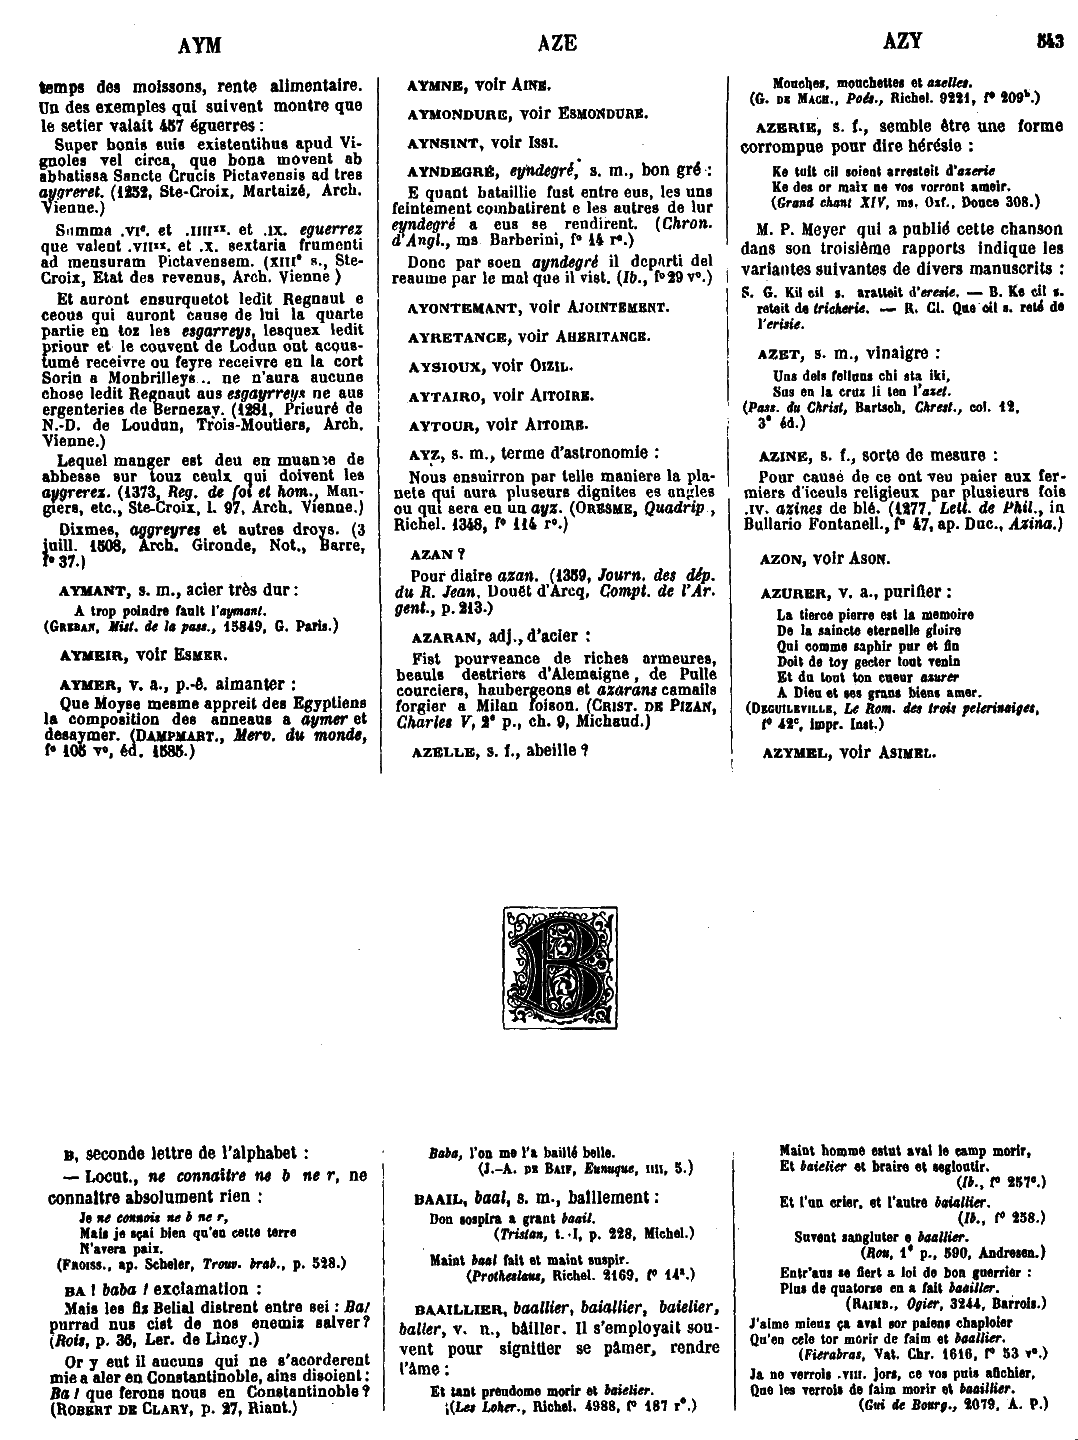 AYM AZE AZY 543
temps des moissons, rente alimentaire.
Un des exemples qui suivent montre que
le setier valait 457 éguerres :
Super bonis suis existentibus apud Vi-
gnoles vel circa, que bona movent ab
abbatissa Sancte Crucis Pictavensis ad tres
aygreret. (1252, Ste-Croix, Martaizé, Arch.
Vienne.)
Summa .VIᶜ. et .IIIIˣˣ. et .IX. eguerrez
que valent .VIIˣˣ. et .X. sextaria frumenti
ad mensuram Pictavensem. (XIIIᵉ s., Ste-
Croix, Etat des revenus, Arch. Vienne )
Et auront ensurquetot ledit Regnaut e
ceous qui auront cause de lui la quarte
partie en toz les esgarreys, lesquex ledit
priour et le couvent de Lodun ont acous-
tumé receivre ou feyre receivre en la cort
Sorin a Monbrilleys... ne n'aura aucune
chose ledit Regnaut aus esgayrreys ne aus
ergenteries de Bernezay. (1281, Prieuré de
N.-D. de Loudun, Trois-Moutiers, Arch.
Vienne.)
Lequel manger est deu en muance de
abbesse sur touz ceulx qui doivent les
aygrerez. (1373, Reg. de foi et hom., Man-
giers, etc., Ste-Croix, l. 97, Arch. Vienne.)
Dixmes, aggreyres et autres droys. (3
juill. 1508, Arch. Gironde, Not., Barre,
f° 37.)
AYMANT, s. m., acier très dur :
A trop poindre fault l'aymant.
(GREBAN, Mist. de la pass., 15849, G. Paris.)
AYMEIR, voir ESMER.
AYMER, v. a., p.-ê. aimanter :
Que Moyse mesme appreit des Egyptiens
la composition des anneaus a aymer et
desaymer. (DAMPMART., Merv. du monde,
f° 105 v°, éd. 1585.)
AYMNE, voir AINE.
AYMONDURE, voir ESMONDURE.
AYNSINT, voir ISSI.
AYNDEGRÉ, eyndegré, s. m., bon gré :
E quant bataillie fust entre eus, les uns
feintement combatirent e les autres de lur
eyndegré a eus se rendirent. (Chron.
d'Angl., ms Barberini, f° 14 r°.)
Donc par soen ayndegré il departi del
reaume par le mal que il vist. (Ib., f° 29 v°.)
AYONTEMANT, voir AJOINTEMENT.
AYRETANCE, voir AHERITANCE.
AYSIOUX, voir OIZIL.
AYTAIRO, voir AITOIRE.
AYTOUR, voir AITOIRE.
AYZ, s. m., terme d'astronomie :
Nous ensuirron par telle maniere la pla-
nete qui aura pluseurs dignites es angles
ou qui sera en un ayz. (ORESME, Quadrip.,
Richel. 1348, f° 114 r°.)
AZAN ?
Pour diaire azan. (1359, Journ. des dép.
du R. Jean, Douët d'Arcq, Compt. de l'Ar.
gent., p. 213.)
AZARAN, adj., d'acier :
Fist pourveance de riches armeures,
beauls destriers d'Alemaigne, de Pulle
courciers, haubergeons et azarans camails
forgier a Milan foison. (CRIST. DE PIZAN,
Charles V, 2ᵉ p., ch. 9, Michaud.)
AZELLE, s. f., abeille ?
Mouches, mouchettes et azelles.
(G. DE MACH., Poés., Richel. 9221, f° 209ᵇ.)
AZERIE, s. f., semble être une forme
corrompue pour dire hérésie :
Ke tuit cil soient arresteit d'azerie
Ke des or maix ne vos vorront ameir.
(Grand chant XIV, ms. Oxf., Douce 308.)
M. P. Meyer qui a publié cette chanson
dans son troisième rapports indique les
variantes suivantes de divers manuscrits :
S. G. Kil cil s. aratteit d'eresie. — B. Ke cil s.
reteit de tricherie. — R. Cl. Que cil s. reté de
l'erisie.
AZET, s. m., vinaigre :
Uns dels felluns chi sta iki,
Sus en la cruz li ten l'azet.
(Pass. du Christ, Bartsch, Chrest., col. 12,
3ᵉ éd.)
AZINE, s. f., sorte de mesure :
Pour cause de ce ont veu paier aux fer-
miers d'iceuls religieux par plusieurs fois
.IV. azines de blé. (1277, Lett. de Phil., in
Bullario Fontanell., f° 47, ap. Duc., Azina.)
AZON, voir ASON.
AZURER, v. a., purifier :
La tierce pierre est la memoire
De la saincte eternelle gloire
Qui comme saphir pur et fin
Doit de toy gecter tout venin
Et du tout ton cueur azurer
A Dieu et ses grans biens amer.
(DEGUILEVILLE, Le Rom. des trois pelerinaiges,
f° 42ᶜ, impr. Inst.)
AZYMEL, voir ASIMEL.
B
B, seconde lettre de l'alphabet :
— Locut., ne connaître ne b ne r, ne
connaître absolument rien :
Je ne connois ne b ne r,
Mais je sçai bien qu'en cette terre
N'avera paix.
(FROISS., ap. Scheler, Trouv. brab., p. 528.)
BA ! baba ! exclamation :
Mais les fiz Belial distrent entre sei : Ba!
purrad nus cist de nos enemiz salver ?
(Rois, p. 36, Ler. de Lincy.)
Or y eut il aucuns qui ne s'acorderent
mie a aler en Constantinoble, ains disoient :
Ba ! que ferons nous en Constantinoble ?
(ROBERT DE CLARY, p. 27, Riant.)
Baba, l'on me l'a baillé belle.
(J.-A. DE BAIF, Eunuque, IIII, 5.)
BAAIL, baal, s. m., baîllement :
Don sospira a grant baail.
(Tristan, t. I, p. 228, Michel.)
Maint baal fait et maint suspir.
(Protheslaus, Richel. 2169, f° 14ᵃ.)
BAAILLIER, baallier, baiallier, baielier,
baller, v. n., bâiller. Il s'employait sou-
vent pour signifier se pâmer, rendre
l'âme :
Et tant preudome morir et baielier.
(Les Loher., Richel. 4988, f° 187 r°.)
Maint homme estut aval le camp morir,
Et baielier et braire et segloutir.
(Ib., f° 257ᵉ.)
Et l'un crier, et l'autre baiallier.
(Ib., f° 258.)
Suvent sangluter e baallier.
(Rou, 1ᵉ p., 590, Andresen.)
Entr'aus se fiert a loi de bon guerrier :
Plus de quatorse en a fait baaillier.
(RAIMB., Ogier, 3244, Barrois.)
J'aime mieuz ça aval sor paiens chaploier
Qu'en cele tor morir de faim et baallier.
(Fierabras, Vat. Chr. 1616, f° 53 v°.)
Ja ne verrois .VIII. jors, ce vos puis afichier,
Que les verrois de faim morir et baaillier.
(Gui de Bourg., 2079, A. P.)